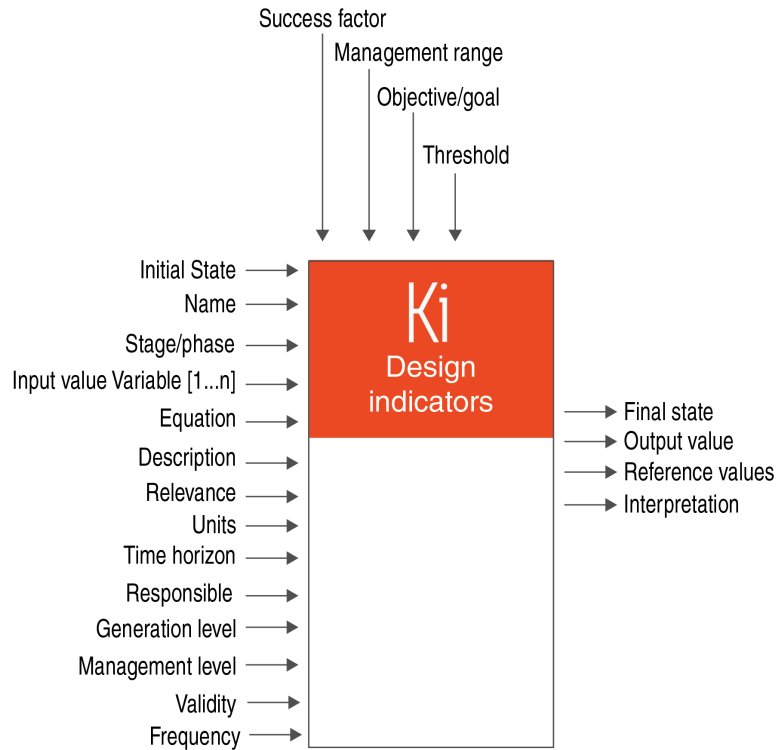 Success factor
Management range
Objective/goal
Threshold
Initial State
Name
Stage/phase
Input value Variable [1...n]
Equation
Description
Relevance
Units
Time horizon
Responsible
Generation level
Management level
Validity
Frequency
Ki
Design
indicators
Final state
Output value
Reference values
Interpretation